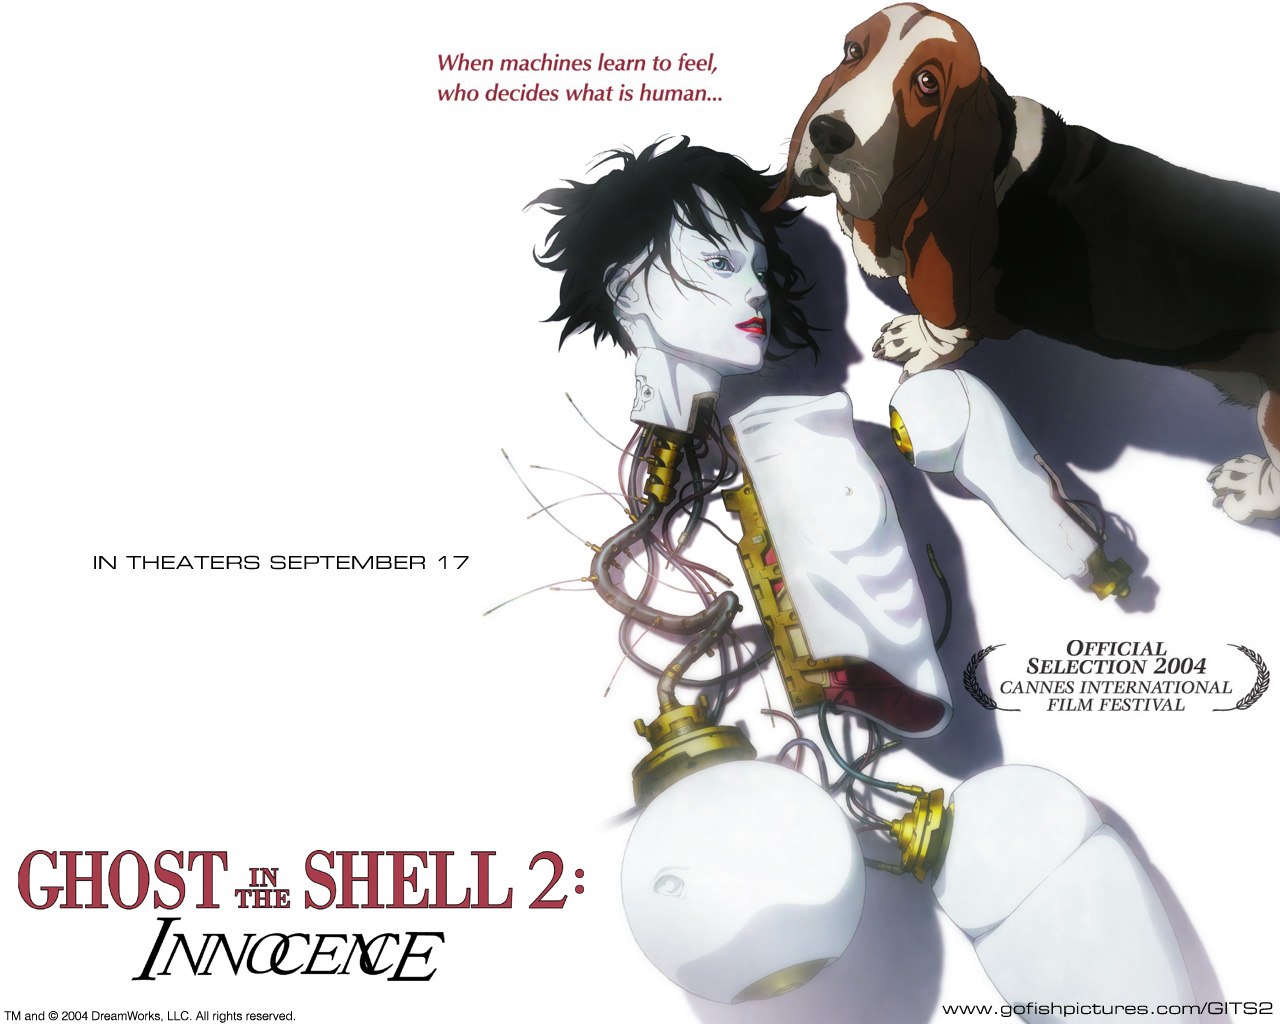 When machines learn to feel,
who decides what is human...
IN THEATERS SEPTEMBER 17
OFFICIAL
SELECTION 2004
CANNES INTERNATIONAL
FILM FESTIVAL
GHOST IN THE SHELL 2:
INNOCENCE
TM and © 2004 DreamWorks, LLC. All rights reserved.
www.gofishpictures.com/GITS2